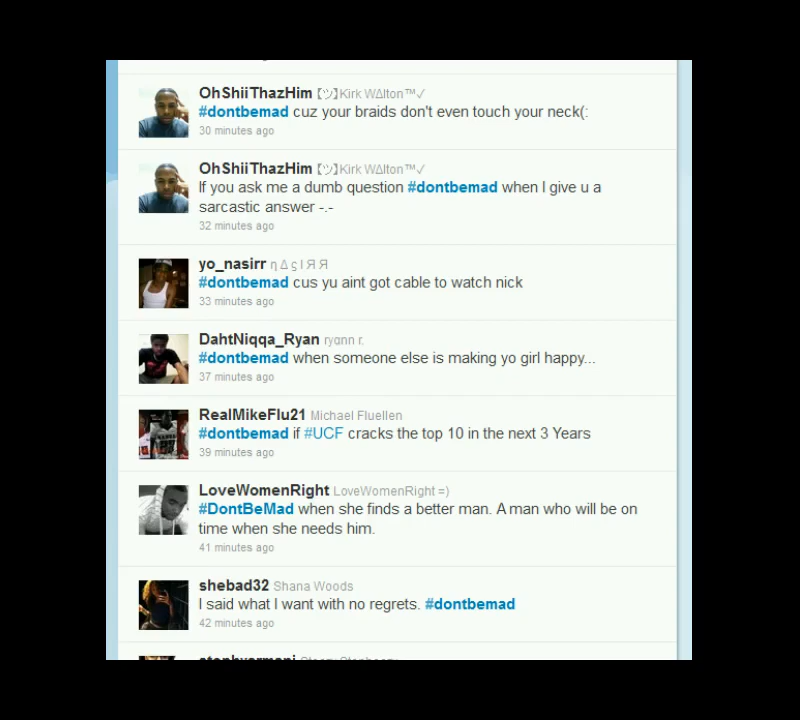 OhShiiThazHim 【ツ】Kirk WΔlton™✓
#dontbemad cuz your braids don't even touch your neck(:
30 minutes ago
OhShiiThazHim 【ツ】Kirk WΔlton™✓
If you ask me a dumb question #dontbemad when I give u a
sarcastic answer -.-
32 minutes ago
yo_nasirr η Δ ς l Я Я
#dontbemad cus yu aint got cable to watch nick
33 minutes ago
DahtNiqqa_Ryan ryαnn r.
#dontbemad when someone else is making yo girl happy...
37 minutes ago
RealMikeFlu21 Michael Fluellen
#dontbemad if #UCF cracks the top 10 in the next 3 Years
39 minutes ago
LoveWomenRight LoveWomenRight =)
#DontBeMad when she finds a better man. A man who will be on
time when she needs him.
41 minutes ago
shebad32 Shana Woods
I said what I want with no regrets. #dontbemad
42 minutes ago